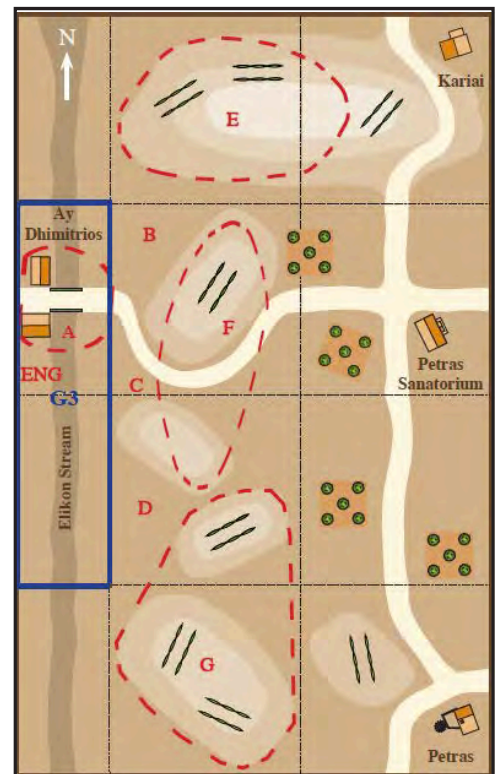 N
Kariai
E
Ay
Dhimitrios
B
F
A
Petras
Sanatorium
ENG
G3
C
Elikon Stream
D
G
Petras